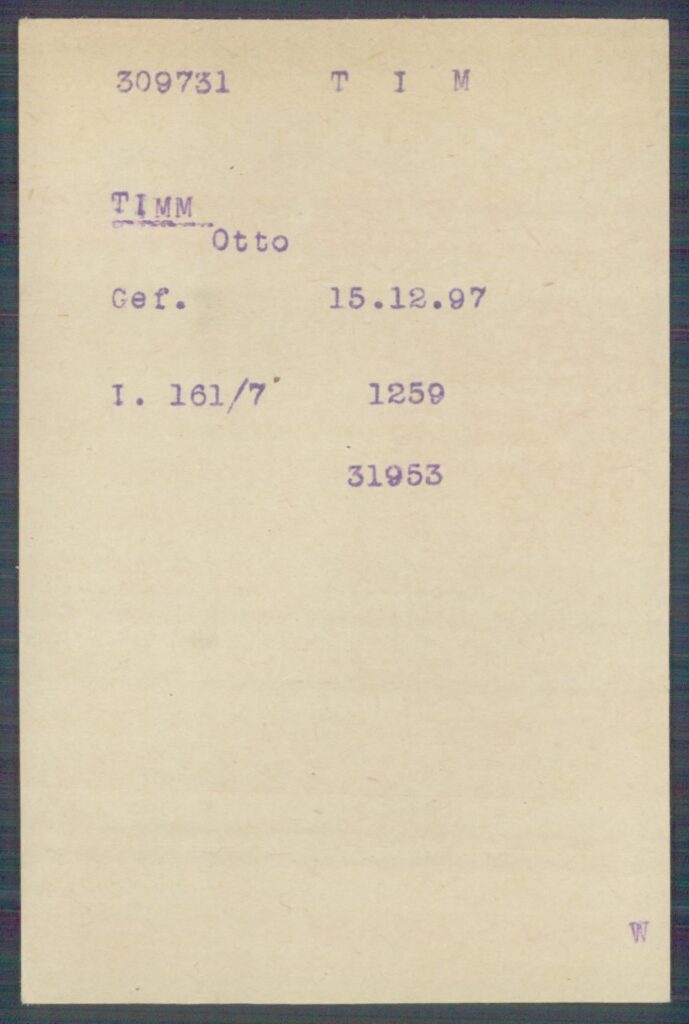 309731 T I M
TIMM
Otto
Gef. 15.12.97
I. 161/7 1259
31953
W